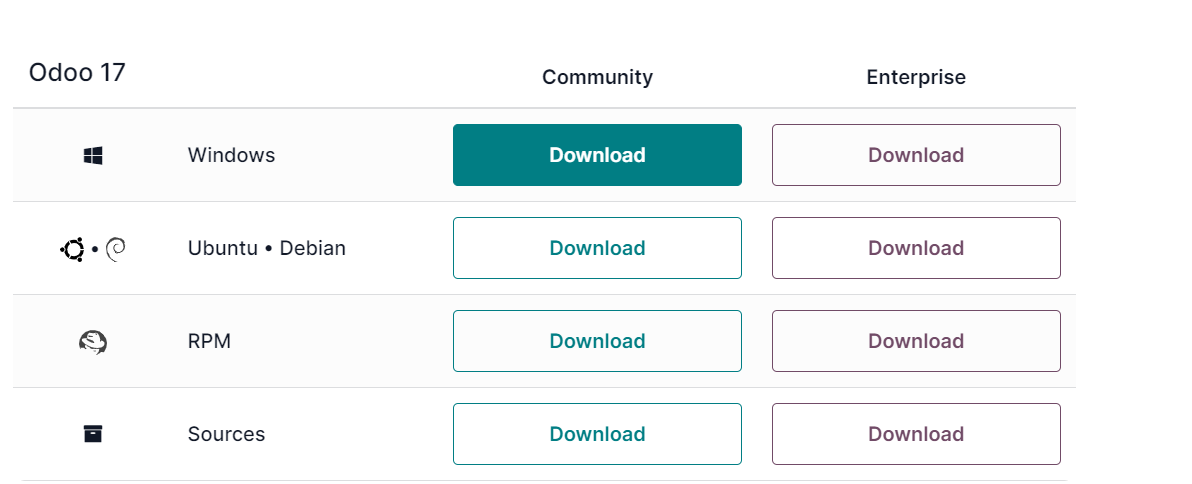 Odoo 17 Community Enterprise
Windows Download Download
Ubuntu • Debian Download Download
RPM Download Download
Sources Download Download